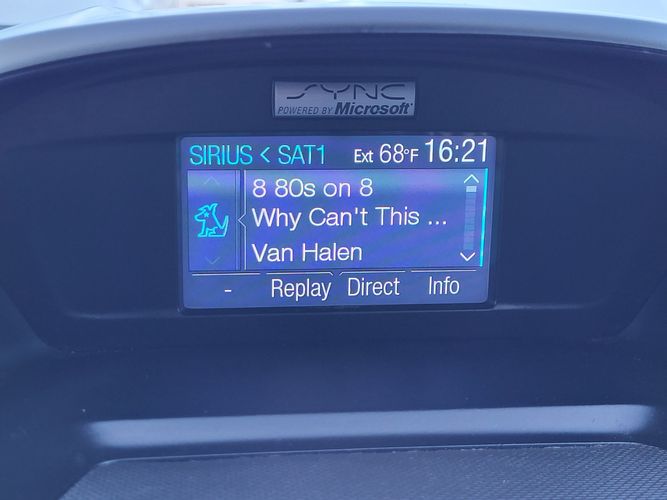 SYNC
POWERED BY Microsoft®
SIRIUS < SAT1 Ext 68°F 16:21
8 80s on 8
Why Can't This ...
Van Halen
- Replay Direct Info